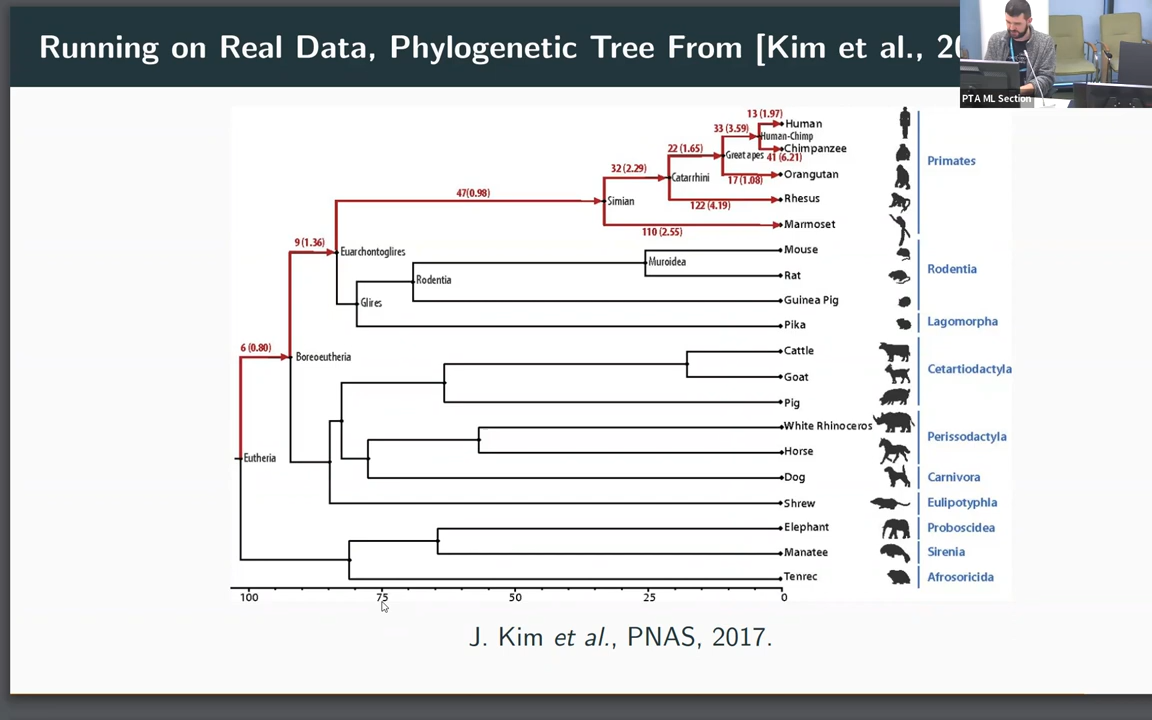 Running on Real Data, Phylogenetic Tree From [Kim et al., 20
PTA ML Section
13 (1.97)
Human
33 (3.59)
Human-Chimp
22 (1.65)
Great apes
Chimpanzee
41 (6.21)
Primates
32 (2.29)
Catarrhini
17(1.08)
Orangutan
47(0.98)
Simian
122 (4.19)
Rhesus
110 (2.55)
Marmoset
9 (1.36)
Euarchontoglires
Mouse
Muroidea
Rodentia
Rat
Rodentia
Glires
Guinea Pig
Pika
Lagomorpha
6 (0.80)
Boreoeutheria
Cattle
Cetartiodactyla
Goat
Pig
White Rhinoceros
Perissodactyla
Horse
Eutheria
Dog
Carnivora
Shrew
Eulipotyphla
Elephant
Proboscidea
Manatee
Sirenia
Tenrec
Afrosoricida
100 75 50 25 0
J. Kim et al., PNAS, 2017.